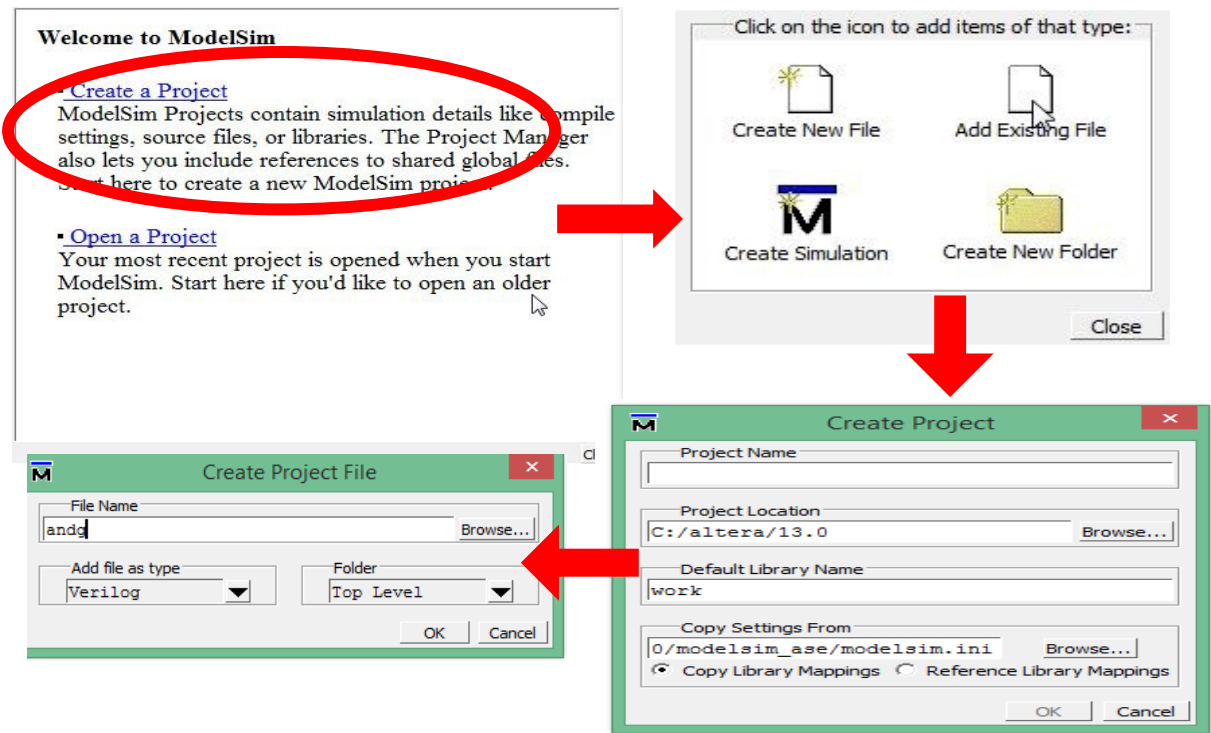 Welcome to ModelSim
Create a Project
ModelSim Projects contain simulation details like compile
settings, source files, or libraries. The Project Manager
also lets you include references to shared global files.
Start here to create a new ModelSim project.
Open a Project
Your most recent project is opened when you start
ModelSim. Start here if you'd like to open an older
project.
Click on the icon to add items of that type:
Create New File
Add Existing File
Create Simulation
Create New Folder
Close
Create Project
Project Name
Project Location
C:/altera/13.0
Browse...
Default Library Name
work
Copy Settings From
0/modelsim_ase/modelsim.ini
Browse...
Copy Library Mappings
Reference Library Mappings
OK
Cancel
Create Project File
File Name
andg
Browse...
Add file as type
Verilog
Folder
Top Level
OK
Cancel